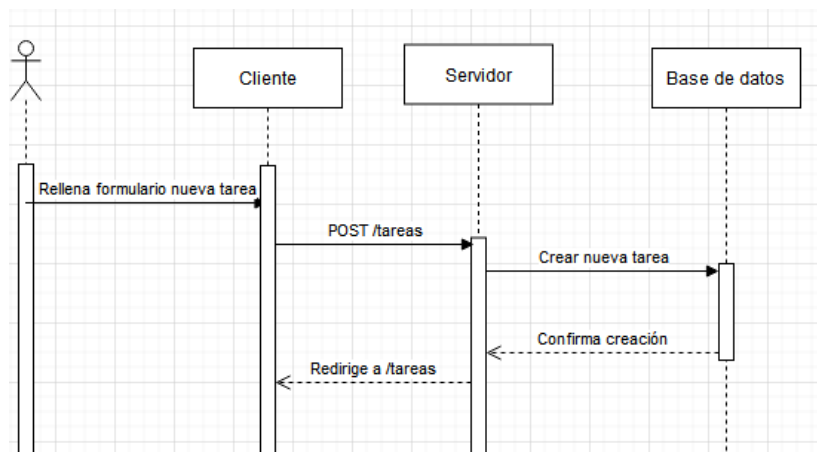 Cliente
Servidor
Base de datos
Rellena formulario nueva tarea
POST /tareas
Crear nueva tarea
Confirma creación
Redirige a /tareas